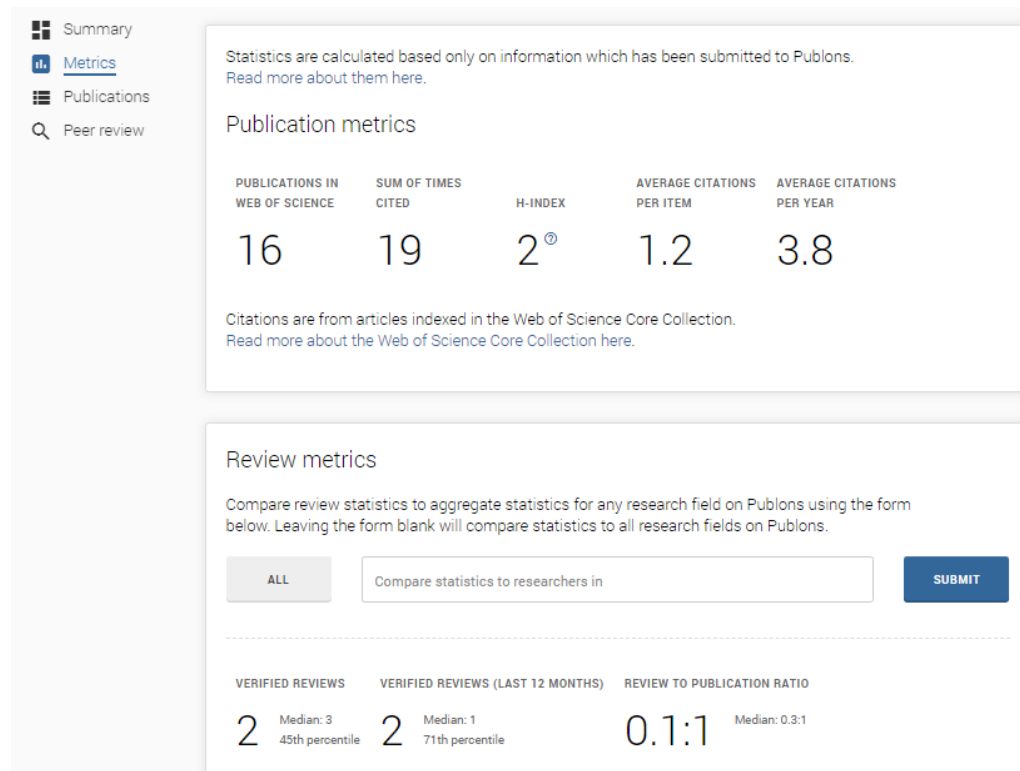 Summary
Metrics
Publications
Peer review
Statistics are calculated based only on information which has been submitted to Publons.
Read more about them here.
Publication metrics
PUBLICATIONS IN
WEB OF SCIENCE
16
SUM OF TIMES
CITED
19
H-INDEX
2 ?
AVERAGE CITATIONS
PER ITEM
1.2
AVERAGE CITATIONS
PER YEAR
3.8
Citations are from articles indexed in the Web of Science Core Collection.
Read more about the Web of Science Core Collection here.
Review metrics
Compare review statistics to aggregate statistics for any research field on Publons using the form
below. Leaving the form blank will compare statistics to all research fields on Publons.
ALL
Compare statistics to researchers in
SUBMIT
VERIFIED REVIEWS
2
Median: 3
45th percentile
VERIFIED REVIEWS (LAST 12 MONTHS)
2
Median: 1
71th percentile
REVIEW TO PUBLICATION RATIO
0.1:1
Median: 0.3:1